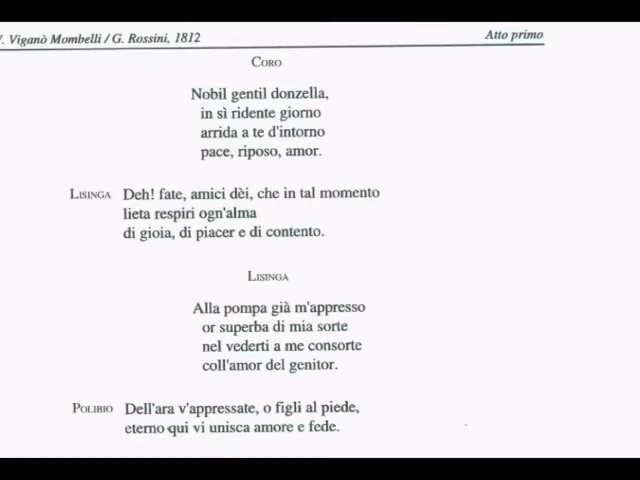 V. Viganò Mombelli / G. Rossini, 1812
Atto primo
CORO
Nobil gentil donzella,
in sì ridente giorno
arrida a te d'intorno
pace, riposo, amor.
LISINGA Deh! fate, amici dèi, che in tal momento
lieta respiri ogn'alma
di gioia, di piacer e di contento.
LISINGA
Alla pompa già m'appresso
or superba di mia sorte
nel vederti a me consorte
coll'amor del genitor.
POLIBIO Dell'ara v'appressate, o figli al piede,
eterno qui vi unisca amore e fede.